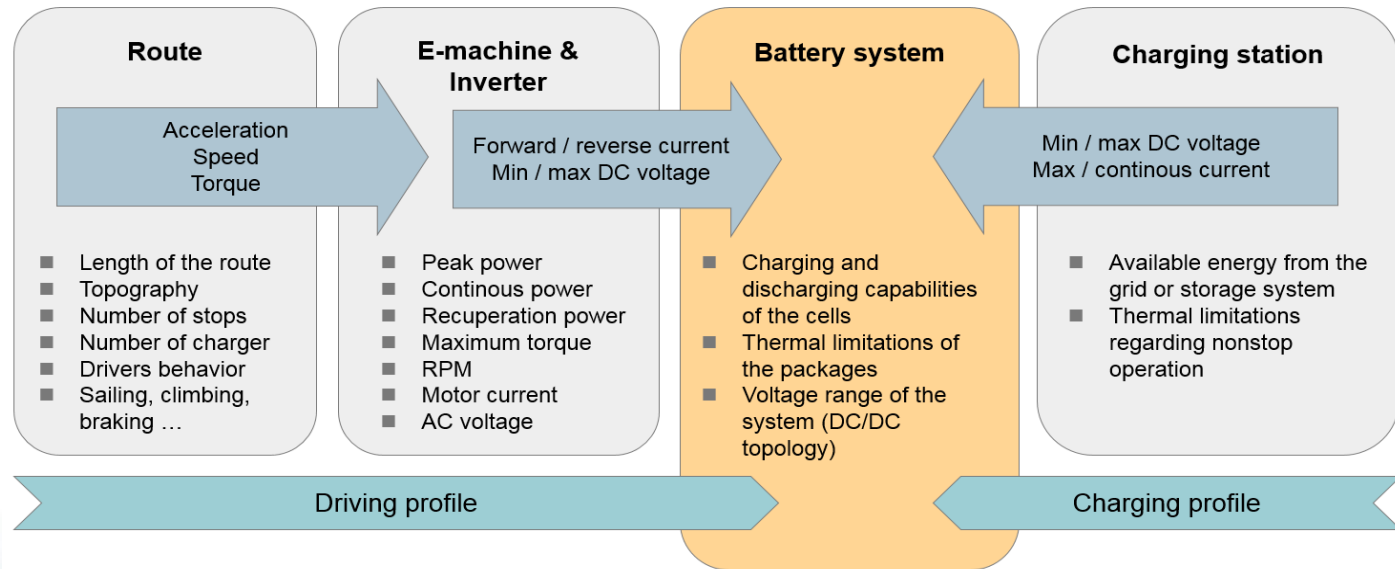 Route
Acceleration
Speed
Torque
Length of the route
Topography
Number of stops
Number of charger
Drivers behavior
Sailing, climbing,
braking …
E-machine &
Inverter
Forward / reverse current
Min / max DC voltage
Peak power
Continous power
Recuperation power
Maximum torque
RPM
Motor current
AC voltage
Battery system
Charging and
discharging capabilities
of the cells
Thermal limitations of
the packages
Voltage range of the
system (DC/DC
topology)
Charging station
Min / max DC voltage
Max / continous current
Available energy from the
grid or storage system
Thermal limitations
regarding nonstop
operation
Driving profile
Charging profile